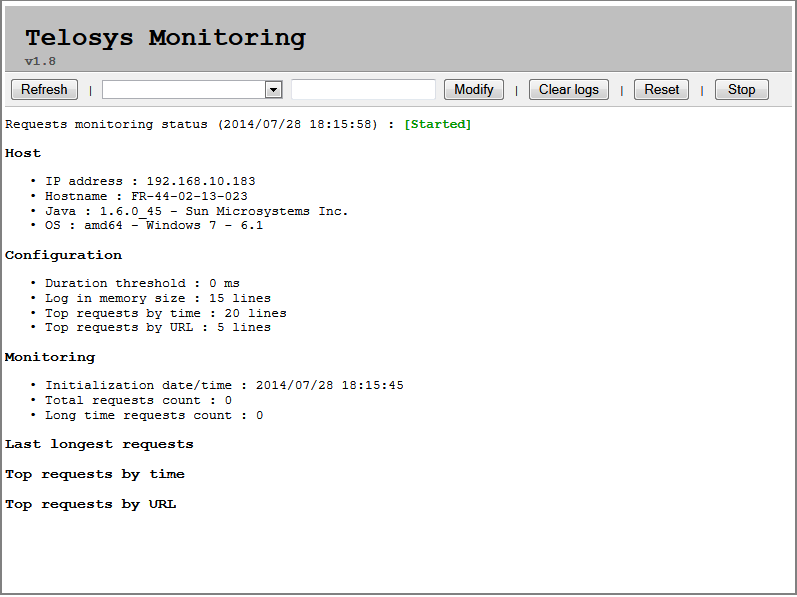 Telosys Monitoring
v1.8
Refresh | Modify | Clear logs | Reset | Stop
Requests monitoring status (2014/07/28 18:15:58) : [Started]
Host
• IP address : 192.168.10.183
• Hostname : FR-44-02-13-023
• Java : 1.6.0_45 - Sun Microsystems Inc.
• OS : amd64 - Windows 7 - 6.1
Configuration
• Duration threshold : 0 ms
• Log in memory size : 15 lines
• Top requests by time : 20 lines
• Top requests by URL : 5 lines
Monitoring
• Initialization date/time : 2014/07/28 18:15:45
• Total requests count : 0
• Long time requests count : 0
Last longest requests
Top requests by time
Top requests by URL